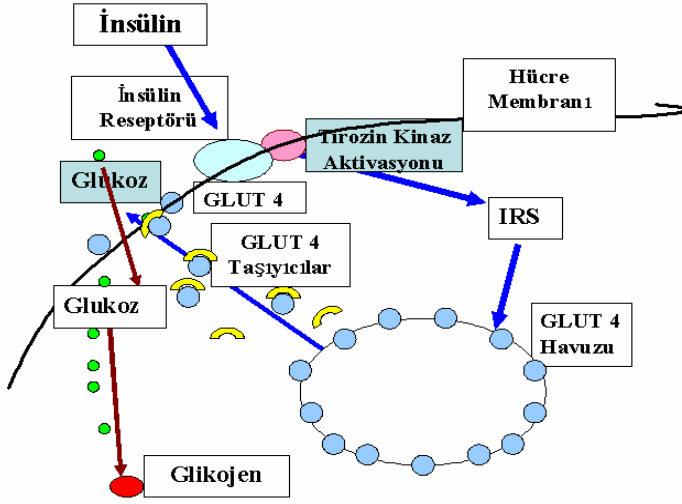 İnsülin
İnsülin
Reseptörü
Hücre
Membranı
Tirozin Kinaz
Aktivasyonu
Glukoz
GLUT 4
IRS
GLUT 4
Taşıyıcılar
Glukoz
GLUT 4
Havuzu
Glikojen